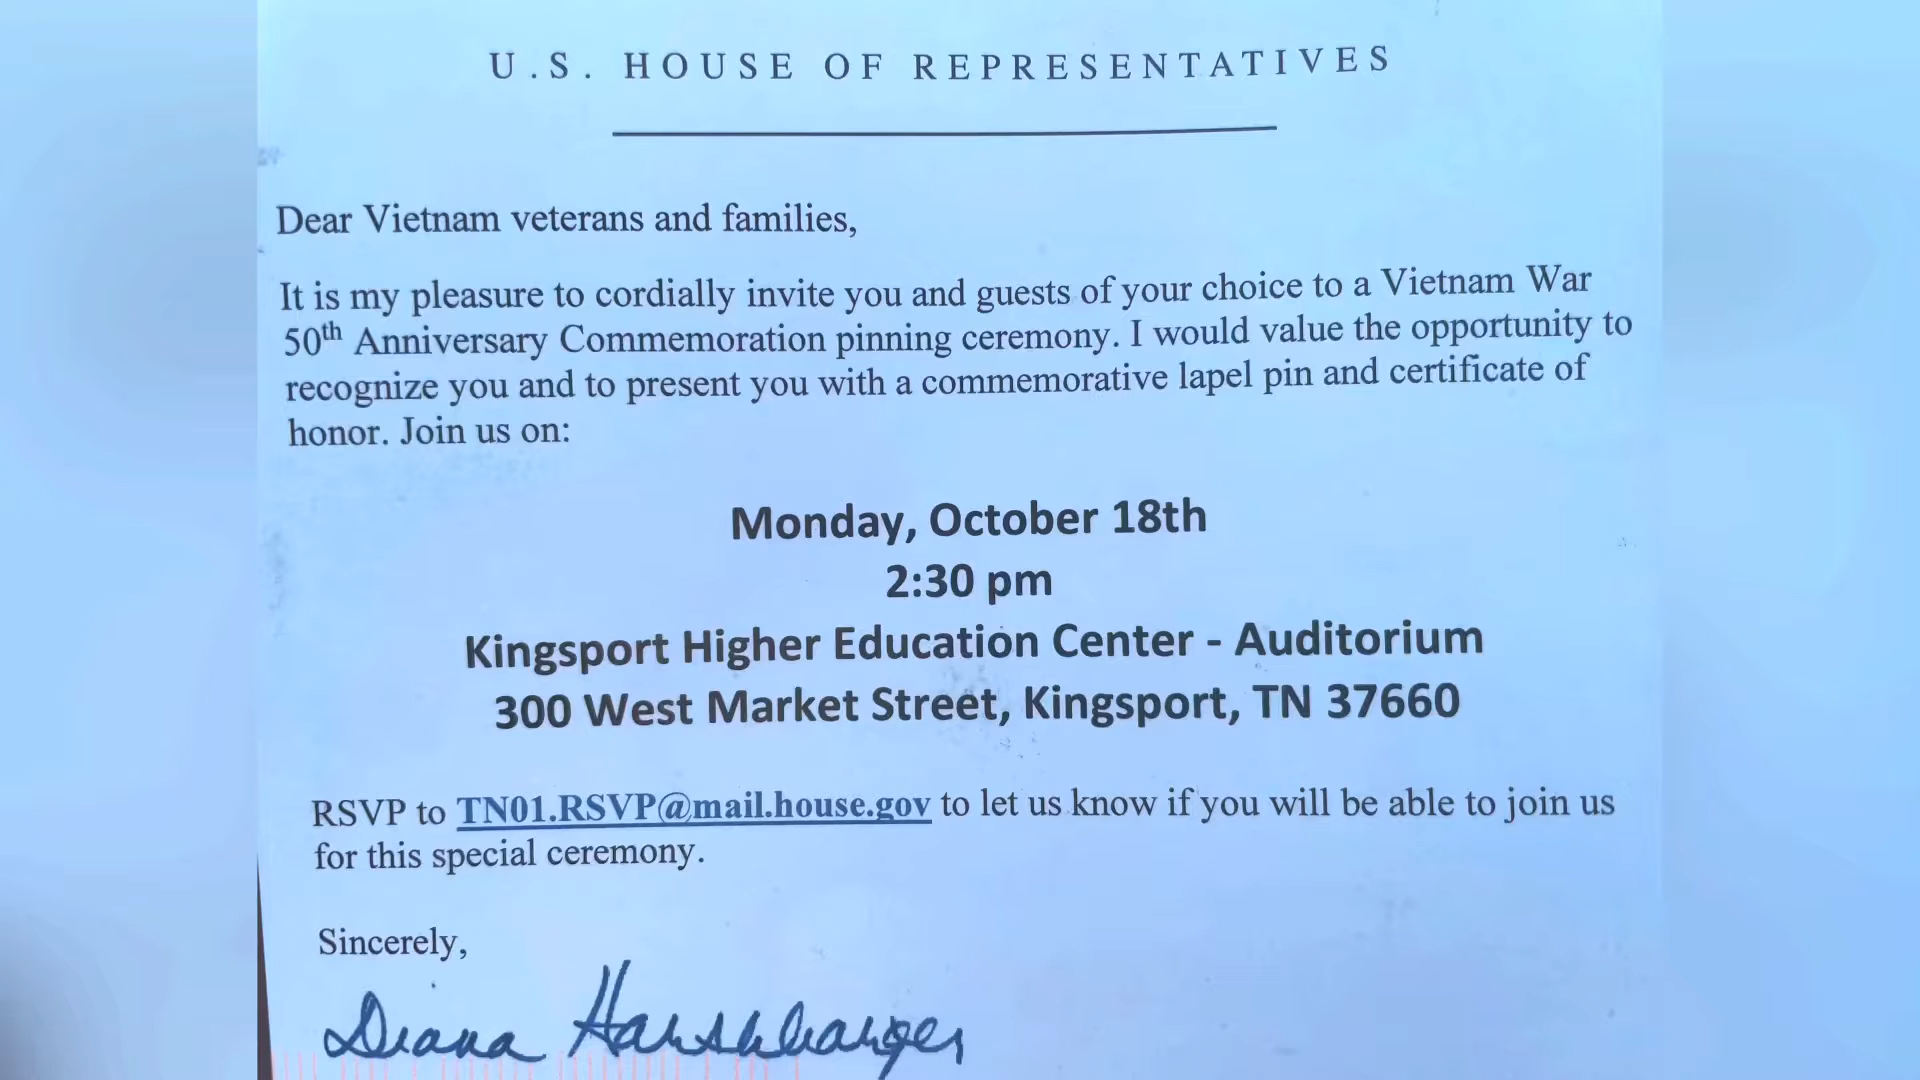 U.S. HOUSE OF REPRESENTATIVES
Dear Vietnam veterans and families,
It is my pleasure to cordially invite you and guests of your choice to a Vietnam War
50th Anniversary Commemoration pinning ceremony. I would value the opportunity to
recognize you and to present you with a commemorative lapel pin and certificate of
honor. Join us on:
Monday, October 18th
2:30 pm
Kingsport Higher Education Center - Auditorium
300 West Market Street, Kingsport, TN 37660
RSVP to TN01.RSVP@mail.house.gov to let us know if you will be able to join us
for this special ceremony.
Sincerely,
Diana Harshbarger